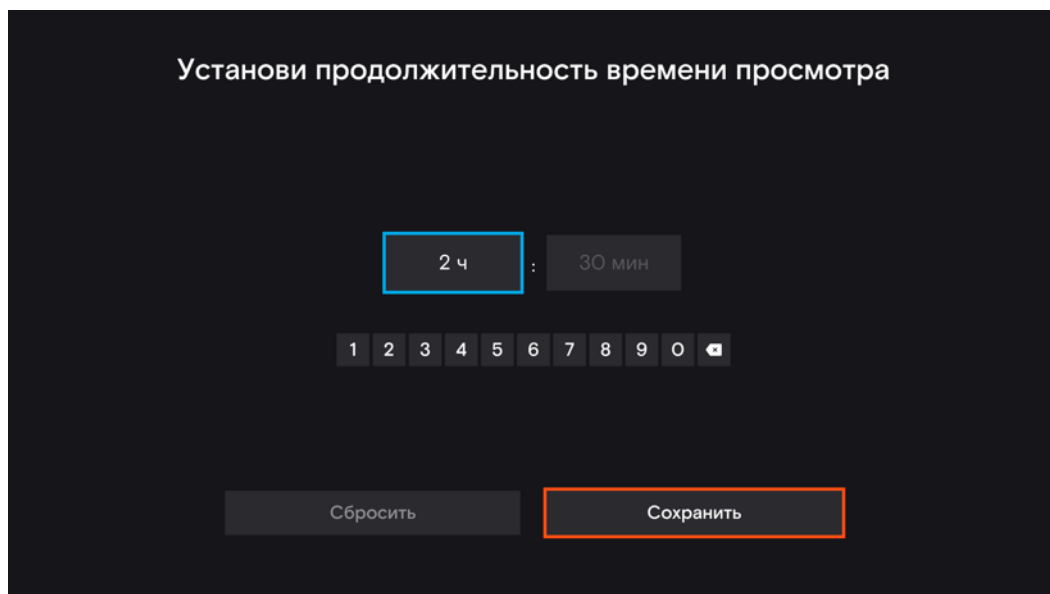 Установи продолжительность времени просмотра
2 ч : 30 мин
1 2 3 4 5 6 7 8 9 0
Сбросить Сохранить